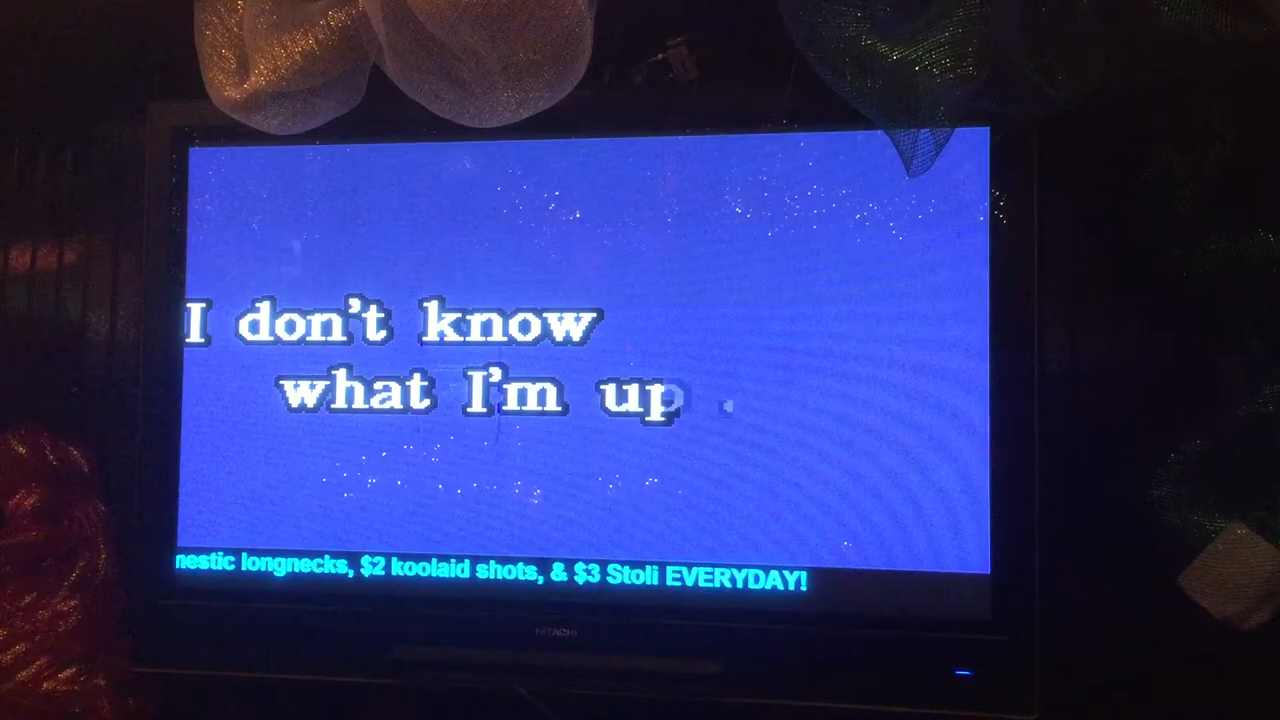 I don't know
what I'm up
nestic longnecks, $2 koolaid shots, & $3 Stoli EVERYDAY!
HITACHI